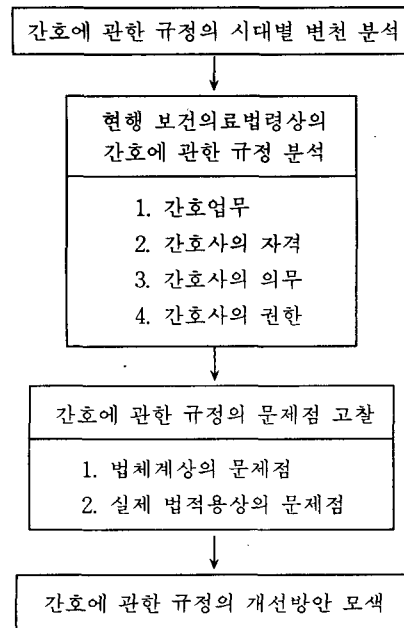 간호에 관한 규정의 시대별 변천 분석
현행 보건의료법령상의
간호에 관한 규정 분석
1. 간호업무
2. 간호사의 자격
3. 간호사의 의무
4. 간호사의 권한
간호에 관한 규정의 문제점 고찰
1. 법체계상의 문제점
2. 실제 법적용상의 문제점
간호에 관한 규정의 개선방안 모색